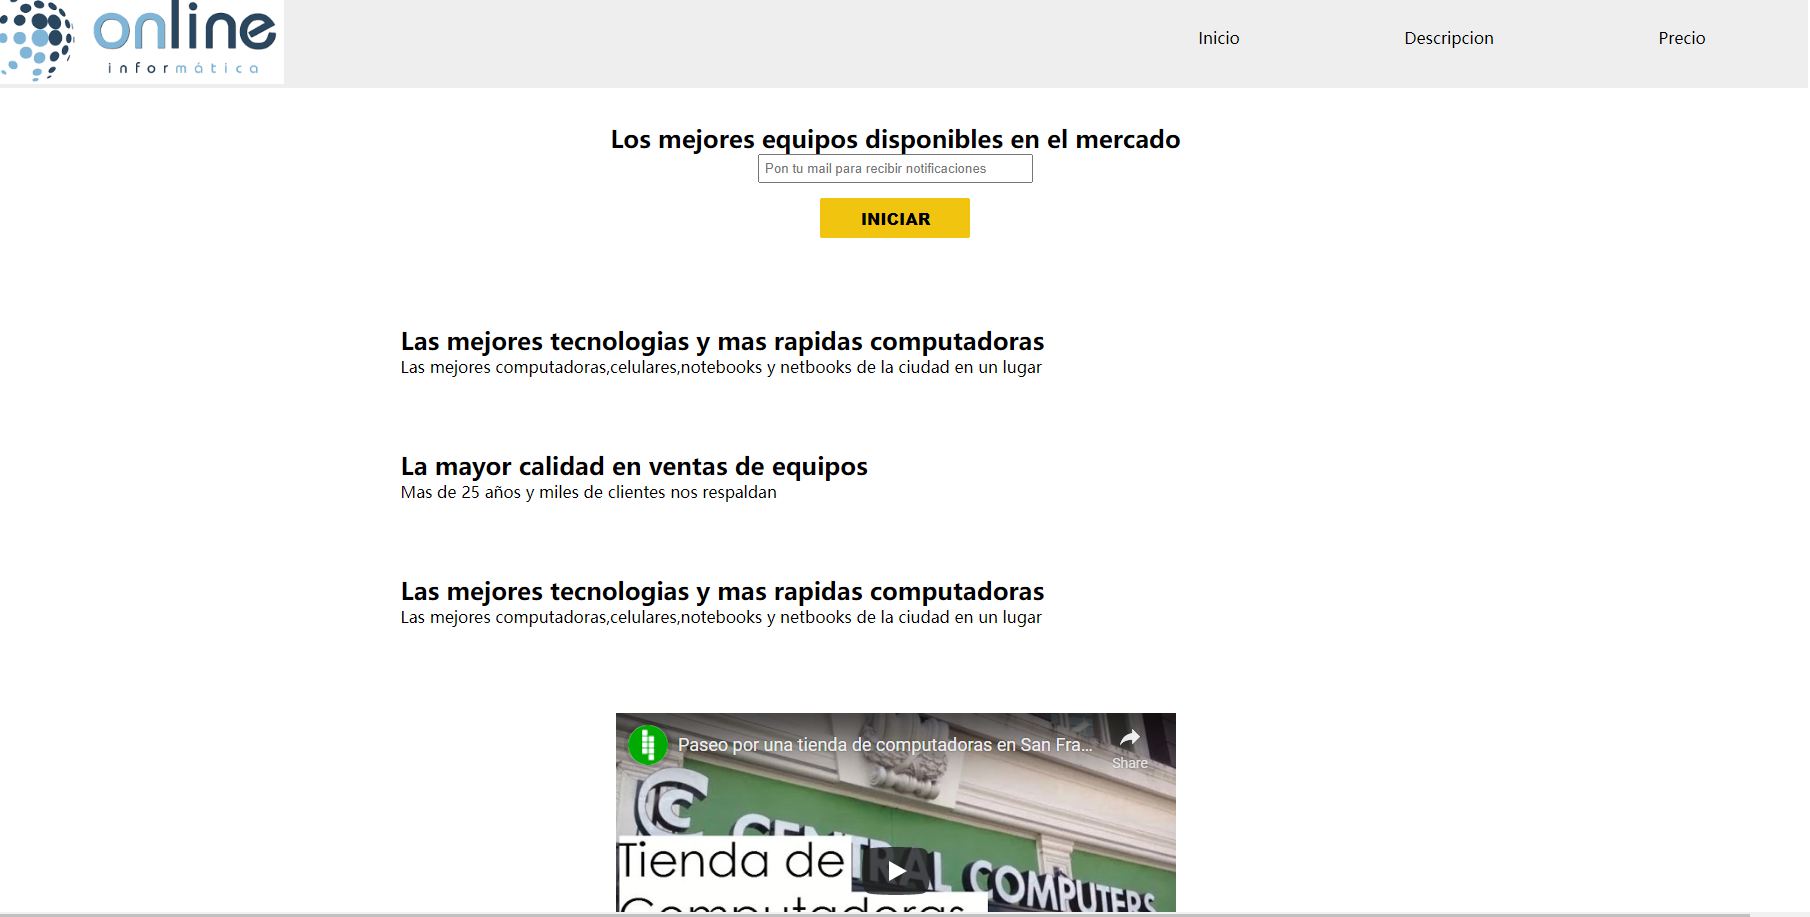 online
informática
Inicio
Descripcion
Precio
Los mejores equipos disponibles en el mercado
Pon tu mail para recibir notificaciones
INICIAR
Las mejores tecnologias y mas rapidas computadoras
Las mejores computadoras,celulares,notebooks y netbooks de la ciudad en un lugar
La mayor calidad en ventas de equipos
Mas de 25 años y miles de clientes nos respaldan
Las mejores tecnologias y mas rapidas computadoras
Las mejores computadoras,celulares,notebooks y netbooks de la ciudad en un lugar
Paseo por una tienda de computadoras en San Fra...
Share
CENTRAL COMPUTERS
Tienda de
Computadoras